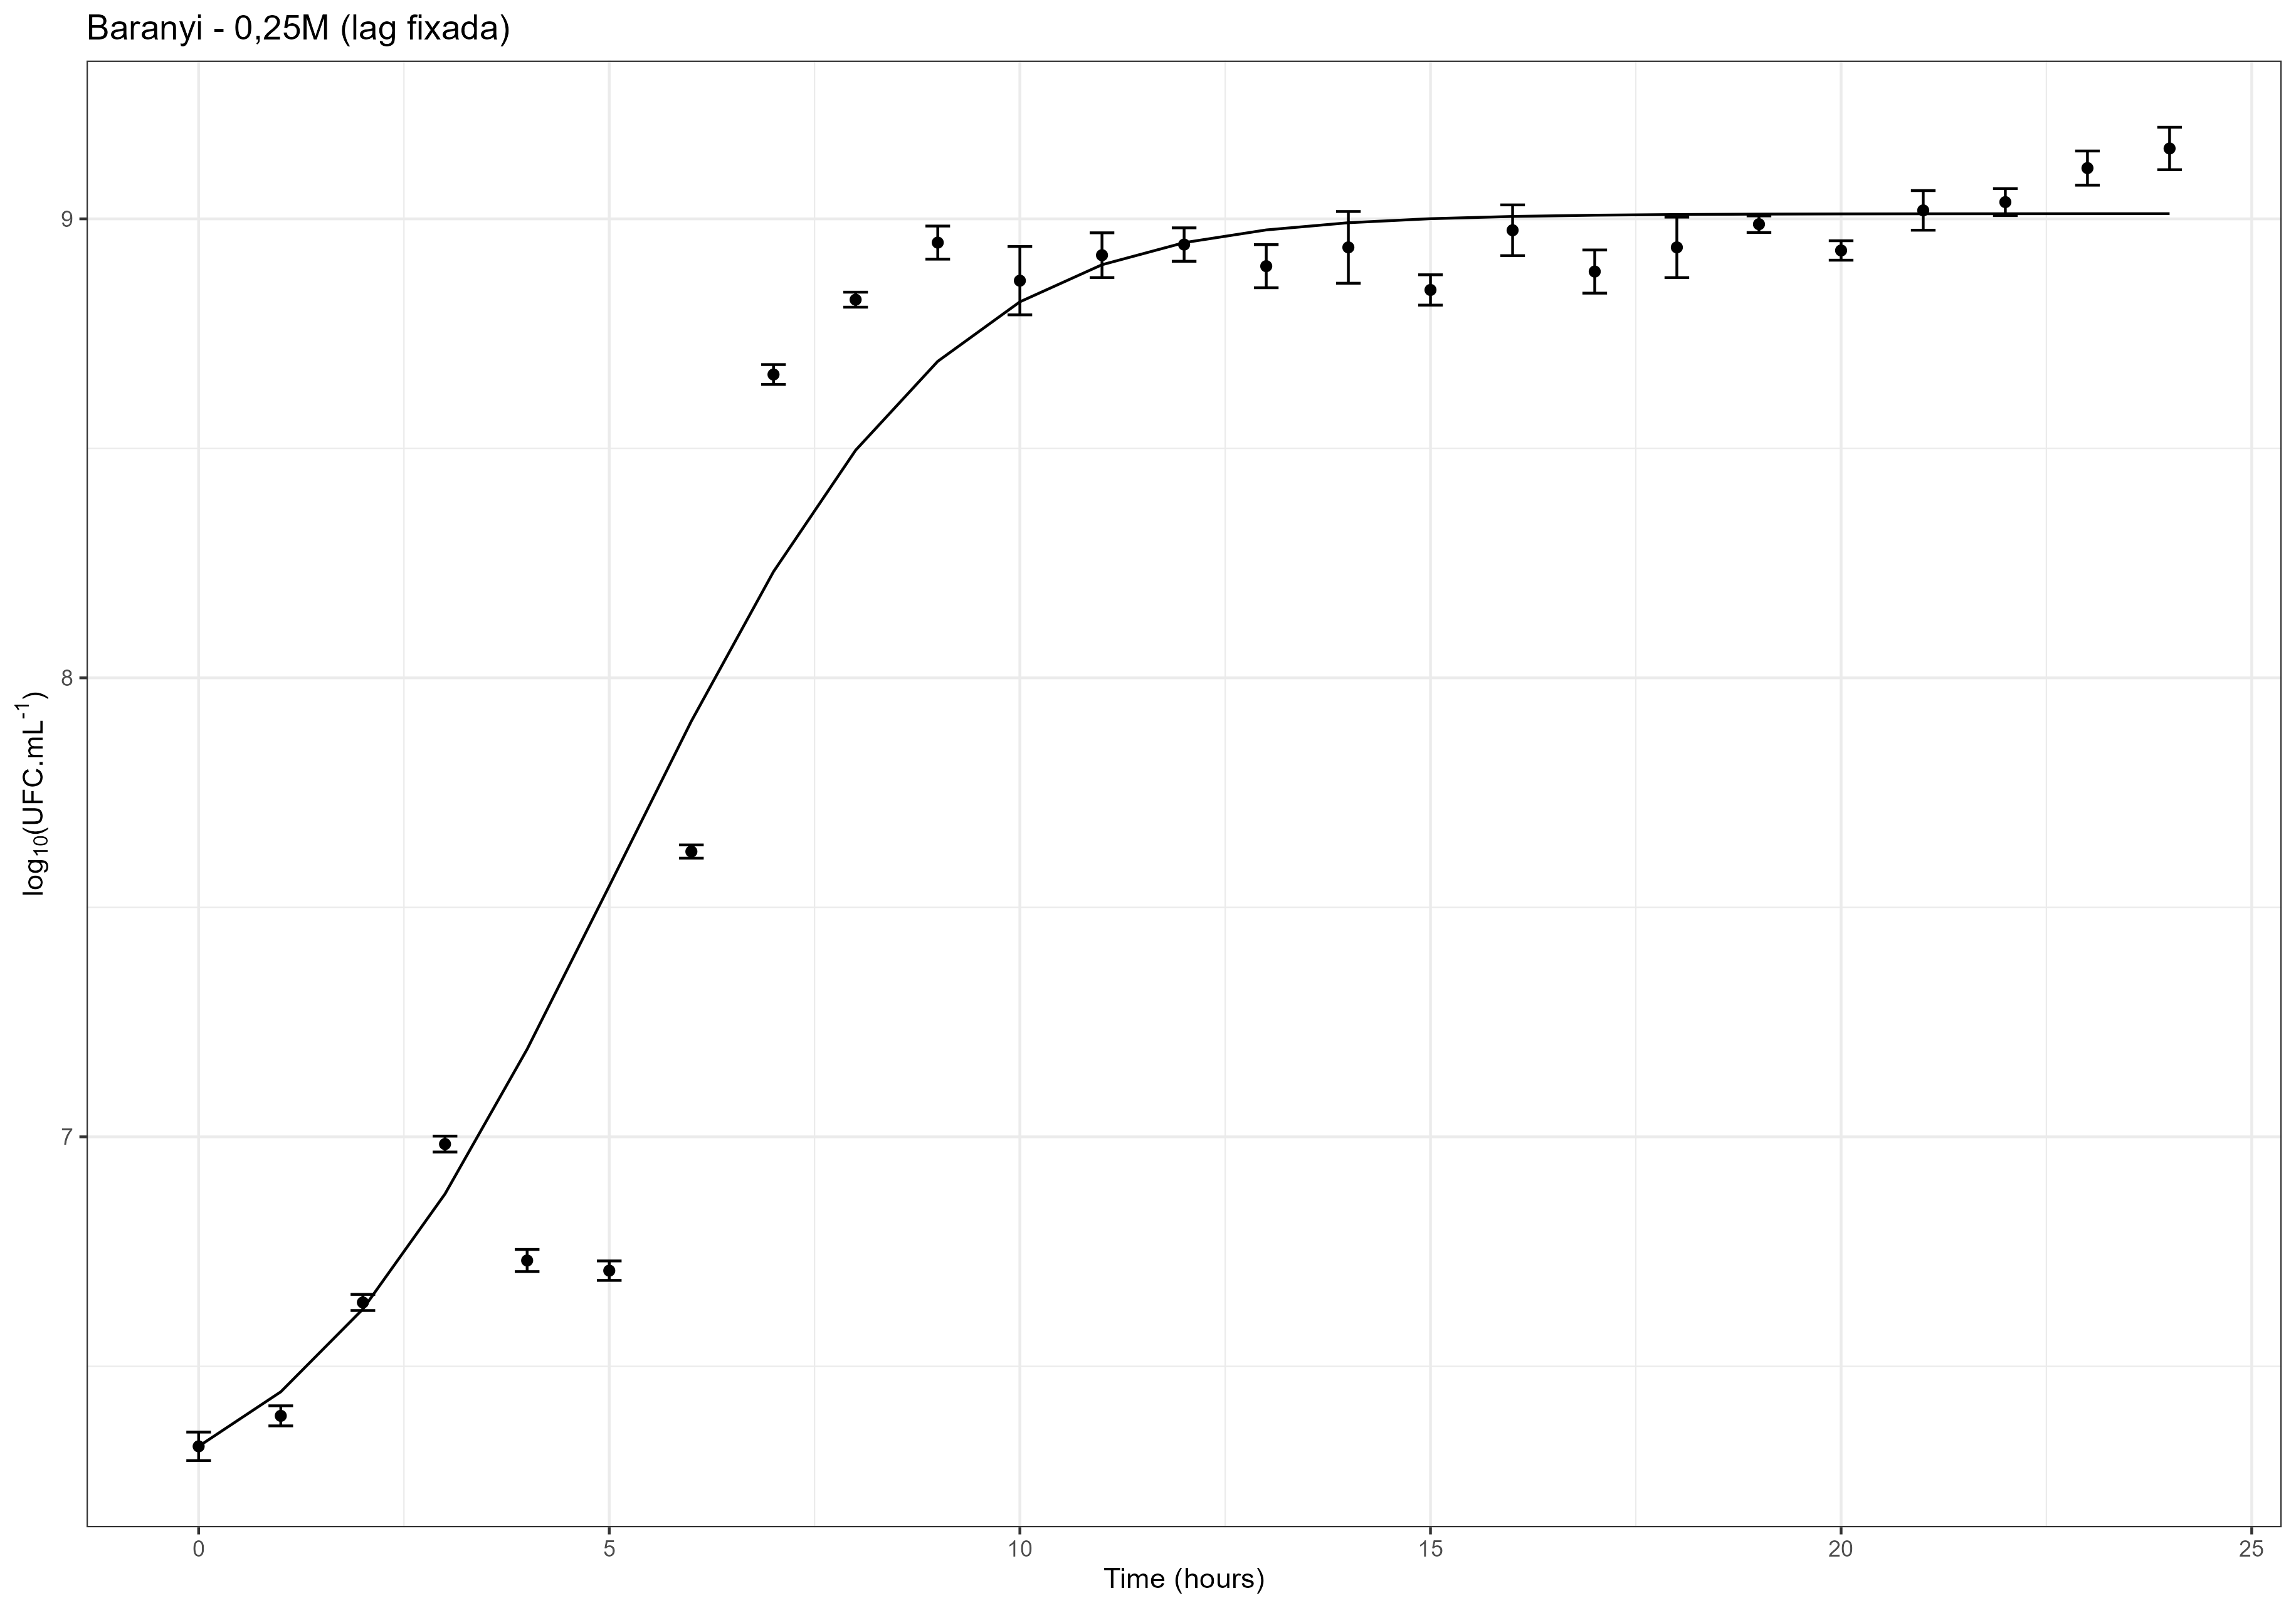 Baranyi - 0,25M (lag fixada)
log₁₀(UFC.mL⁻¹)
9
8
7
0 5 10 15 20 25
Time (hours)